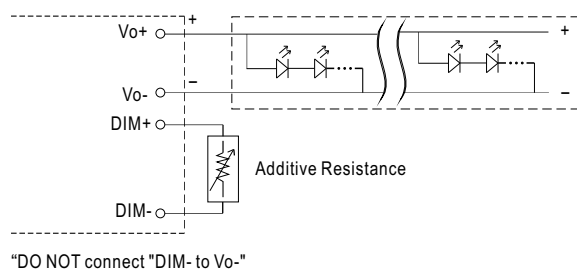 Vo+
+
+
–
Vo-
–
DIM+
Additive Resistance
DIM-
“DO NOT connect "DIM- to Vo-"